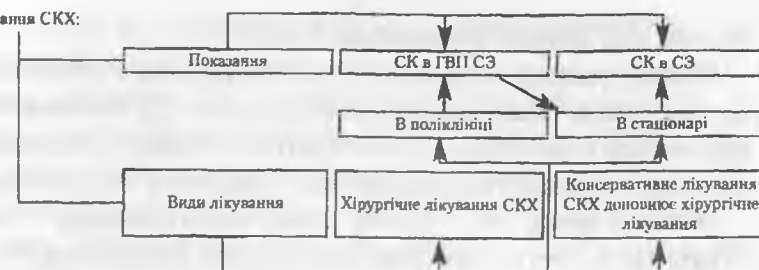 ання СКХ:
Показання
СК в ГВП СЗ
СК в СЗ
В поліклініці
В стаціонарі
Види лікування
Хірургічне лікування СКХ
Консервативне лікування
СКХ доповнює хірургічне
лікування